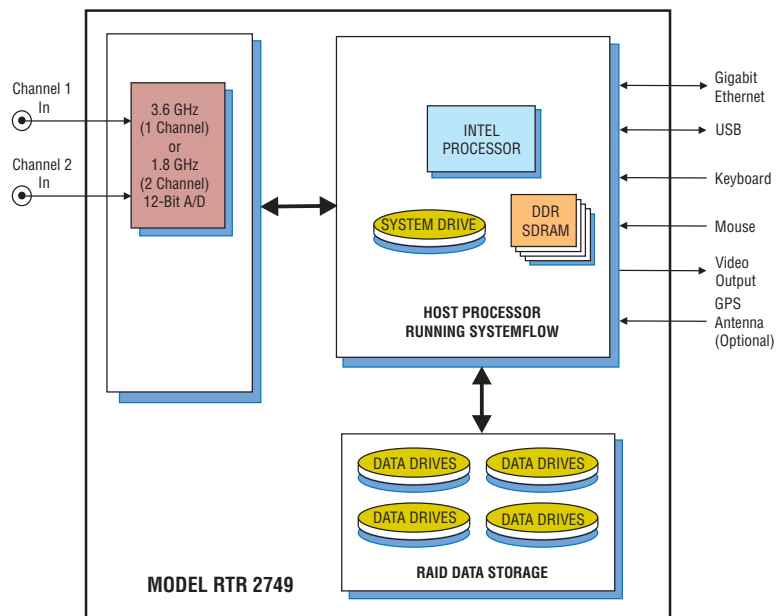 Channel 1
In
Channel 2
In
3.6 GHz
(1 Channel)
or
1.8 GHz
(2 Channel)
12-Bit A/D
INTEL
PROCESSOR
SYSTEM DRIVE
DDR
SDRAM
HOST PROCESSOR
RUNNING SYSTEMFLOW
Gigabit
Ethernet
USB
Keyboard
Mouse
Video
Output
GPS
Antenna
(Optional)
DATA DRIVES
DATA DRIVES
DATA DRIVES
DATA DRIVES
RAID DATA STORAGE
MODEL RTR 2749